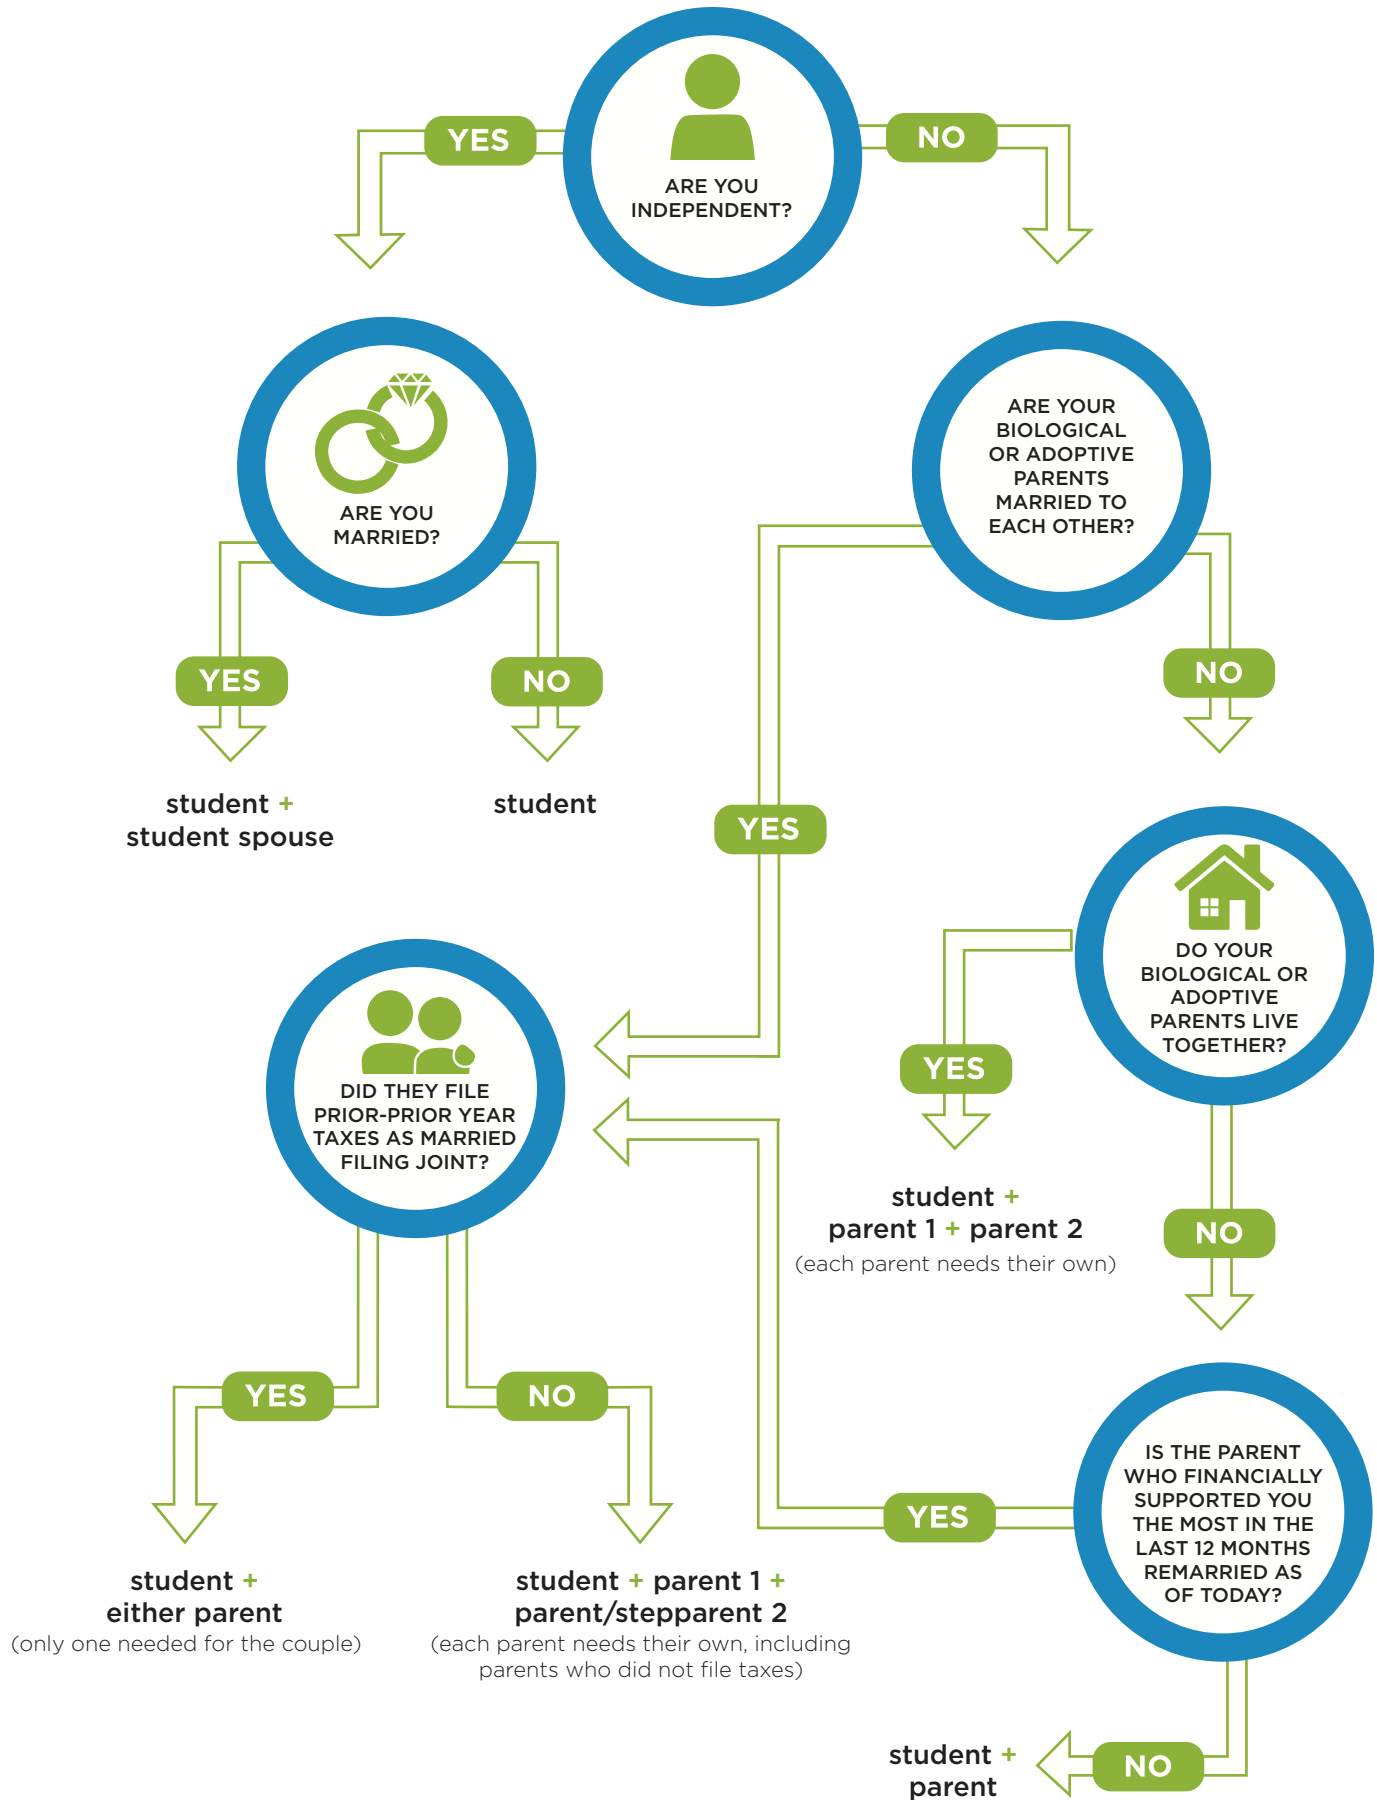 ARE YOU
INDEPENDENT?
YES
NO
ARE YOU
MARRIED?
YES
NO
student +
student spouse
student
ARE YOUR
BIOLOGICAL
OR ADOPTIVE
PARENTS
MARRIED TO
EACH OTHER?
YES
NO
DO YOUR
BIOLOGICAL OR
ADOPTIVE
PARENTS LIVE
TOGETHER?
YES
NO
student +
parent 1 + parent 2
(each parent needs their own)
DID THEY FILE
PRIOR-PRIOR YEAR
TAXES AS MARRIED
FILING JOINT?
YES
NO
student +
either parent
(only one needed for the couple)
student + parent 1 +
parent/stepparent 2
(each parent needs their own, including
parents who did not file taxes)
IS THE PARENT
WHO FINANCIALLY
SUPPORTED YOU
THE MOST IN THE
LAST 12 MONTHS
REMARRIED AS
OF TODAY?
YES
NO
student +
parent